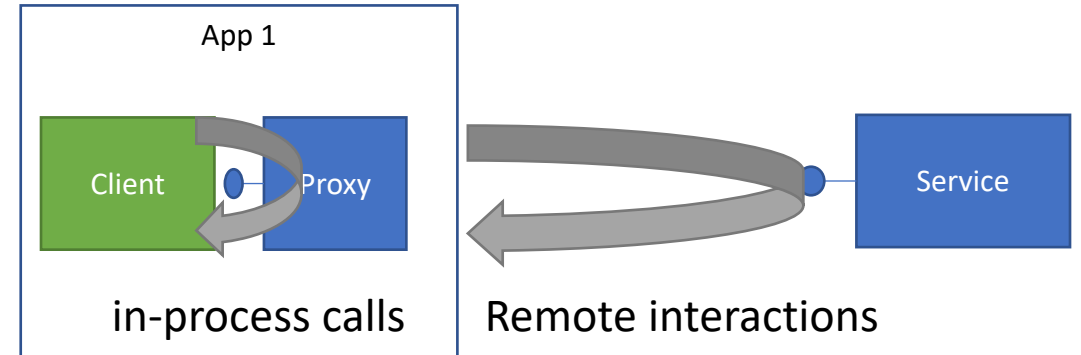 App 1
Client
Proxy
Service
in-process calls
Remote interactions